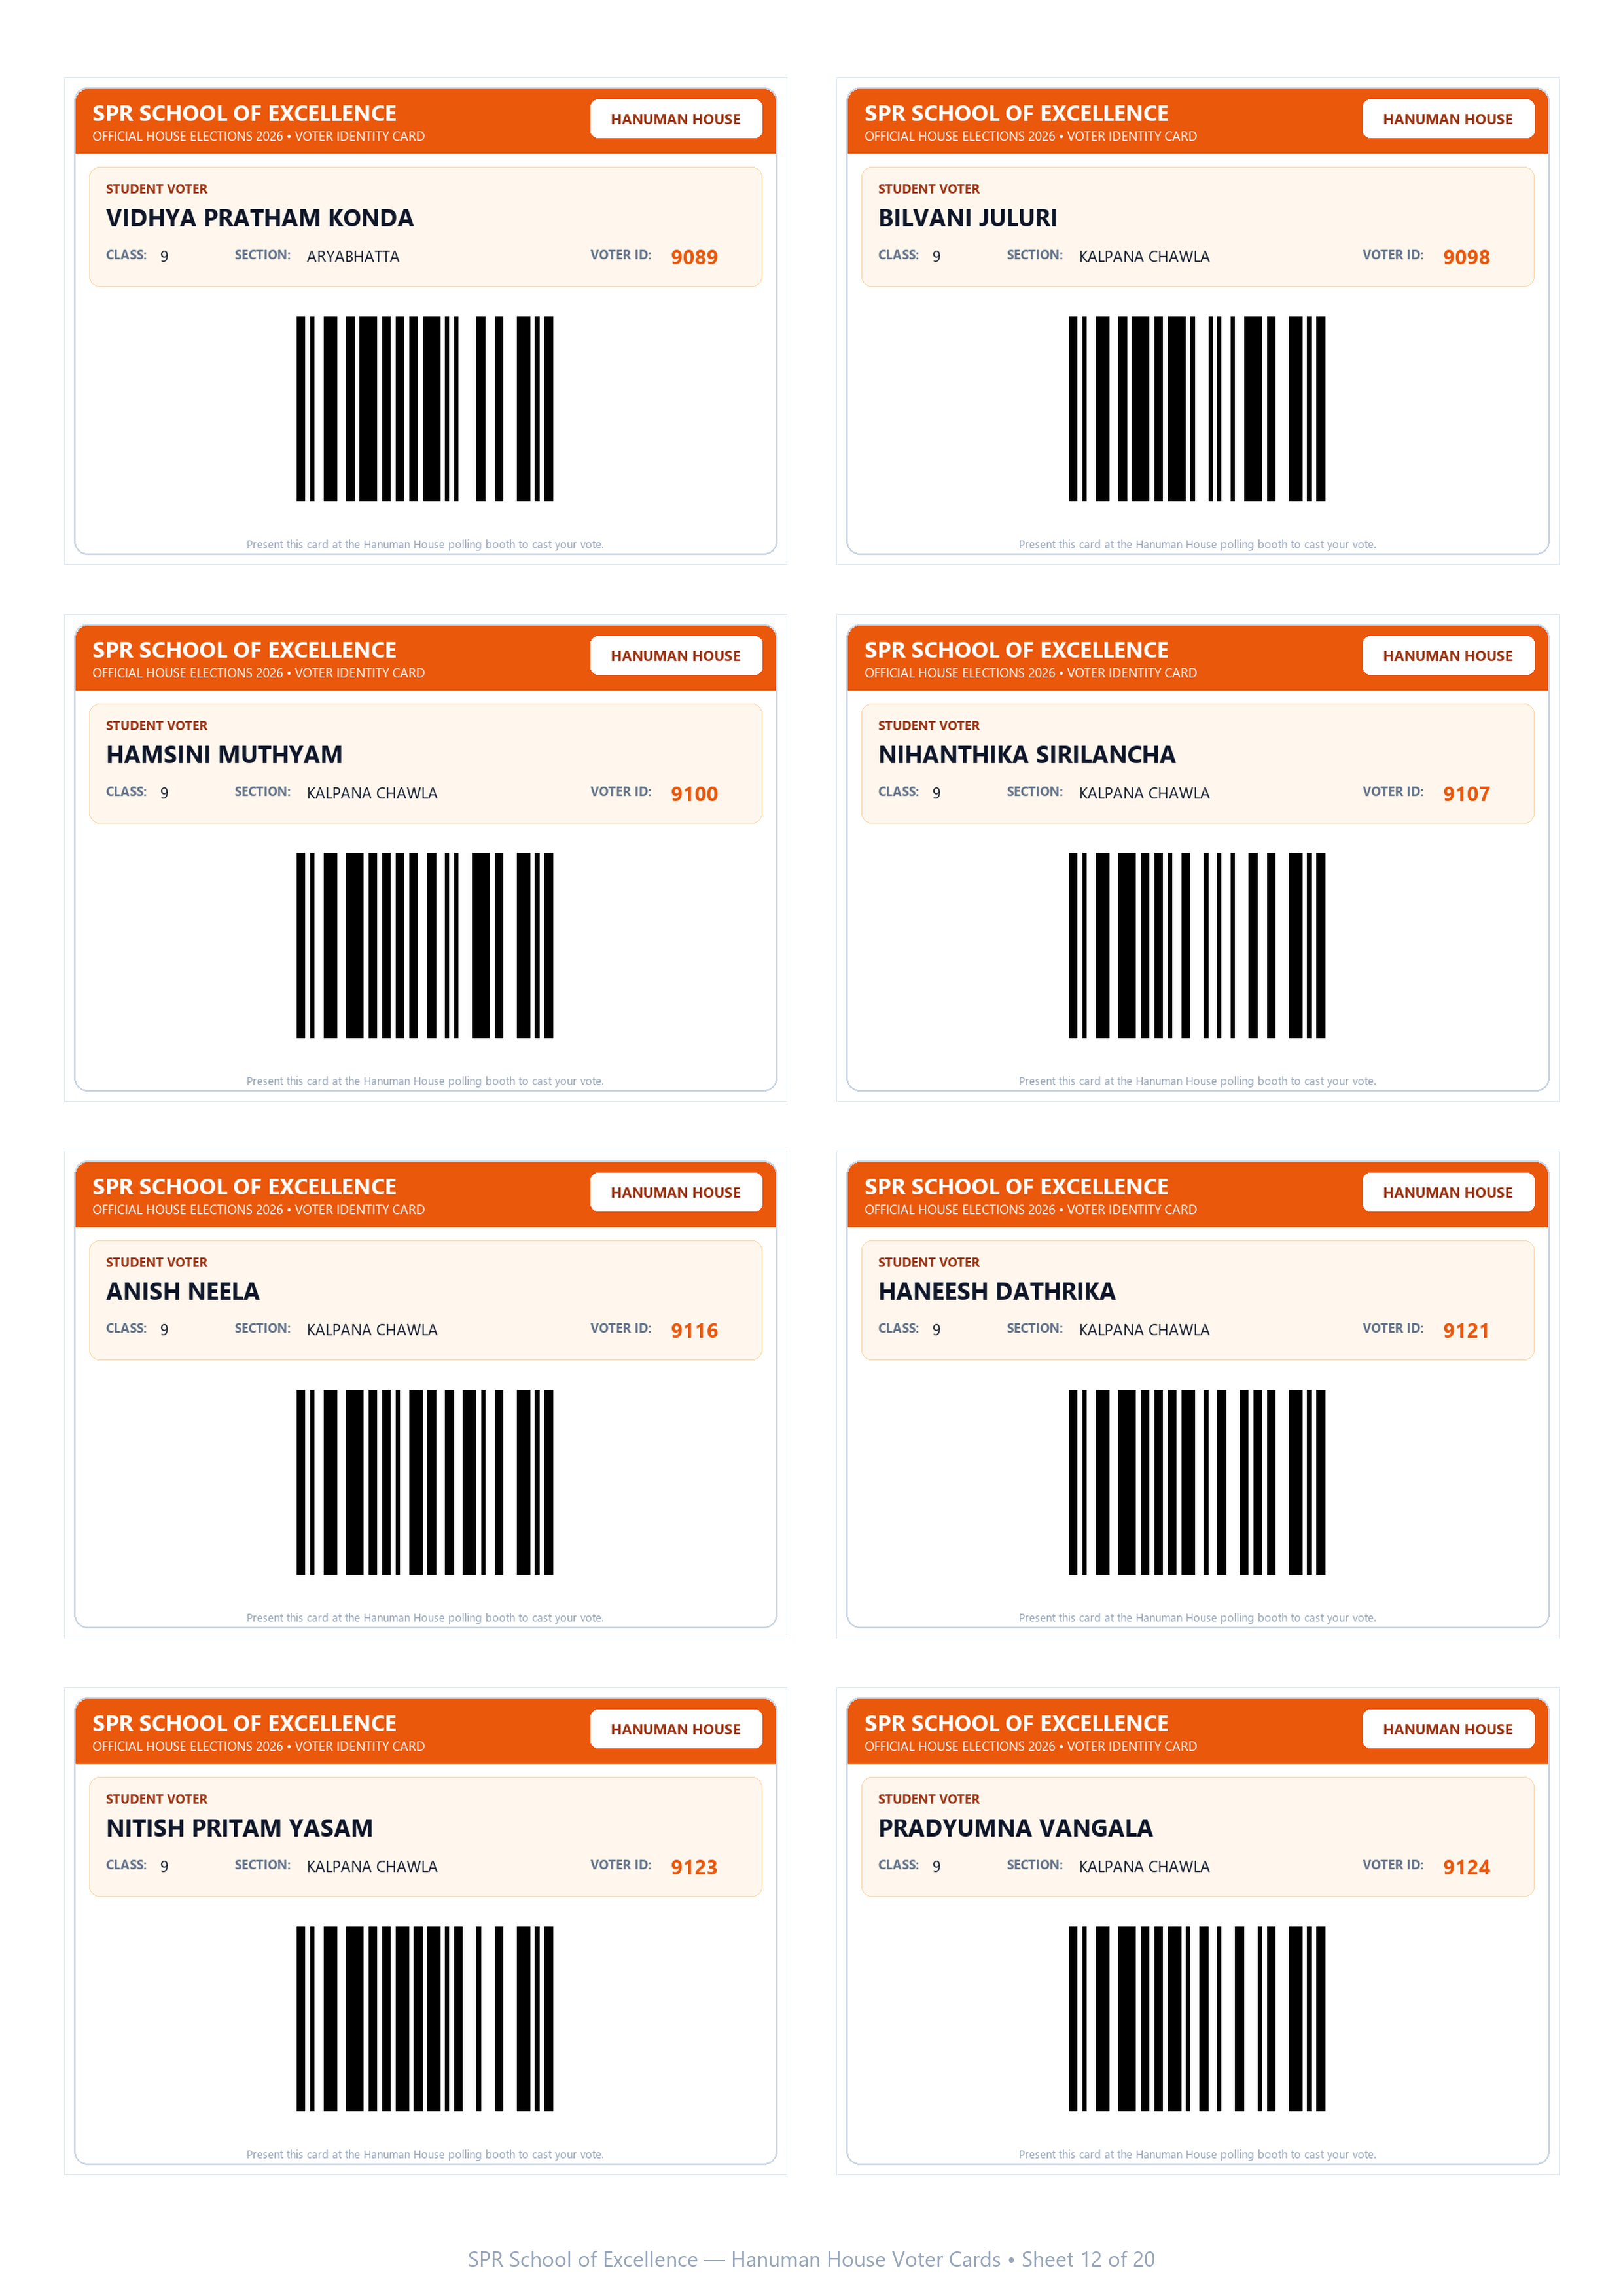 SPR SCHOOL OF EXCELLENCE
OFFICIAL HOUSE ELECTIONS 2026 • VOTER IDENTITY CARD
HANUMAN HOUSE
STUDENT VOTER
VIDHYA PRATHAM KONDA
CLASS: 9 SECTION: ARYABHATTA VOTER ID: 9089
Present this card at the Hanuman House polling booth to cast your vote.
SPR SCHOOL OF EXCELLENCE
OFFICIAL HOUSE ELECTIONS 2026 • VOTER IDENTITY CARD
HANUMAN HOUSE
STUDENT VOTER
BILVANI JULURI
CLASS: 9 SECTION: KALPANA CHAWLA VOTER ID: 9098
Present this card at the Hanuman House polling booth to cast your vote.
SPR SCHOOL OF EXCELLENCE
OFFICIAL HOUSE ELECTIONS 2026 • VOTER IDENTITY CARD
HANUMAN HOUSE
STUDENT VOTER
HAMSINI MUTHYAM
CLASS: 9 SECTION: KALPANA CHAWLA VOTER ID: 9100
Present this card at the Hanuman House polling booth to cast your vote.
SPR SCHOOL OF EXCELLENCE
OFFICIAL HOUSE ELECTIONS 2026 • VOTER IDENTITY CARD
HANUMAN HOUSE
STUDENT VOTER
NIHANTHIKA SIRILANCHA
CLASS: 9 SECTION: KALPANA CHAWLA VOTER ID: 9107
Present this card at the Hanuman House polling booth to cast your vote.
SPR SCHOOL OF EXCELLENCE
OFFICIAL HOUSE ELECTIONS 2026 • VOTER IDENTITY CARD
HANUMAN HOUSE
STUDENT VOTER
ANISH NEELA
CLASS: 9 SECTION: KALPANA CHAWLA VOTER ID: 9116
Present this card at the Hanuman House polling booth to cast your vote.
SPR SCHOOL OF EXCELLENCE
OFFICIAL HOUSE ELECTIONS 2026 • VOTER IDENTITY CARD
HANUMAN HOUSE
STUDENT VOTER
HANEESH DATHRIKA
CLASS: 9 SECTION: KALPANA CHAWLA VOTER ID: 9121
Present this card at the Hanuman House polling booth to cast your vote.
SPR SCHOOL OF EXCELLENCE
OFFICIAL HOUSE ELECTIONS 2026 • VOTER IDENTITY CARD
HANUMAN HOUSE
STUDENT VOTER
NITISH PRITAM YASAM
CLASS: 9 SECTION: KALPANA CHAWLA VOTER ID: 9123
Present this card at the Hanuman House polling booth to cast your vote.
SPR SCHOOL OF EXCELLENCE
OFFICIAL HOUSE ELECTIONS 2026 • VOTER IDENTITY CARD
HANUMAN HOUSE
STUDENT VOTER
PRADYUMNA VANGALA
CLASS: 9 SECTION: KALPANA CHAWLA VOTER ID: 9124
Present this card at the Hanuman House polling booth to cast your vote.
SPR School of Excellence — Hanuman House Voter Cards • Sheet 12 of 20